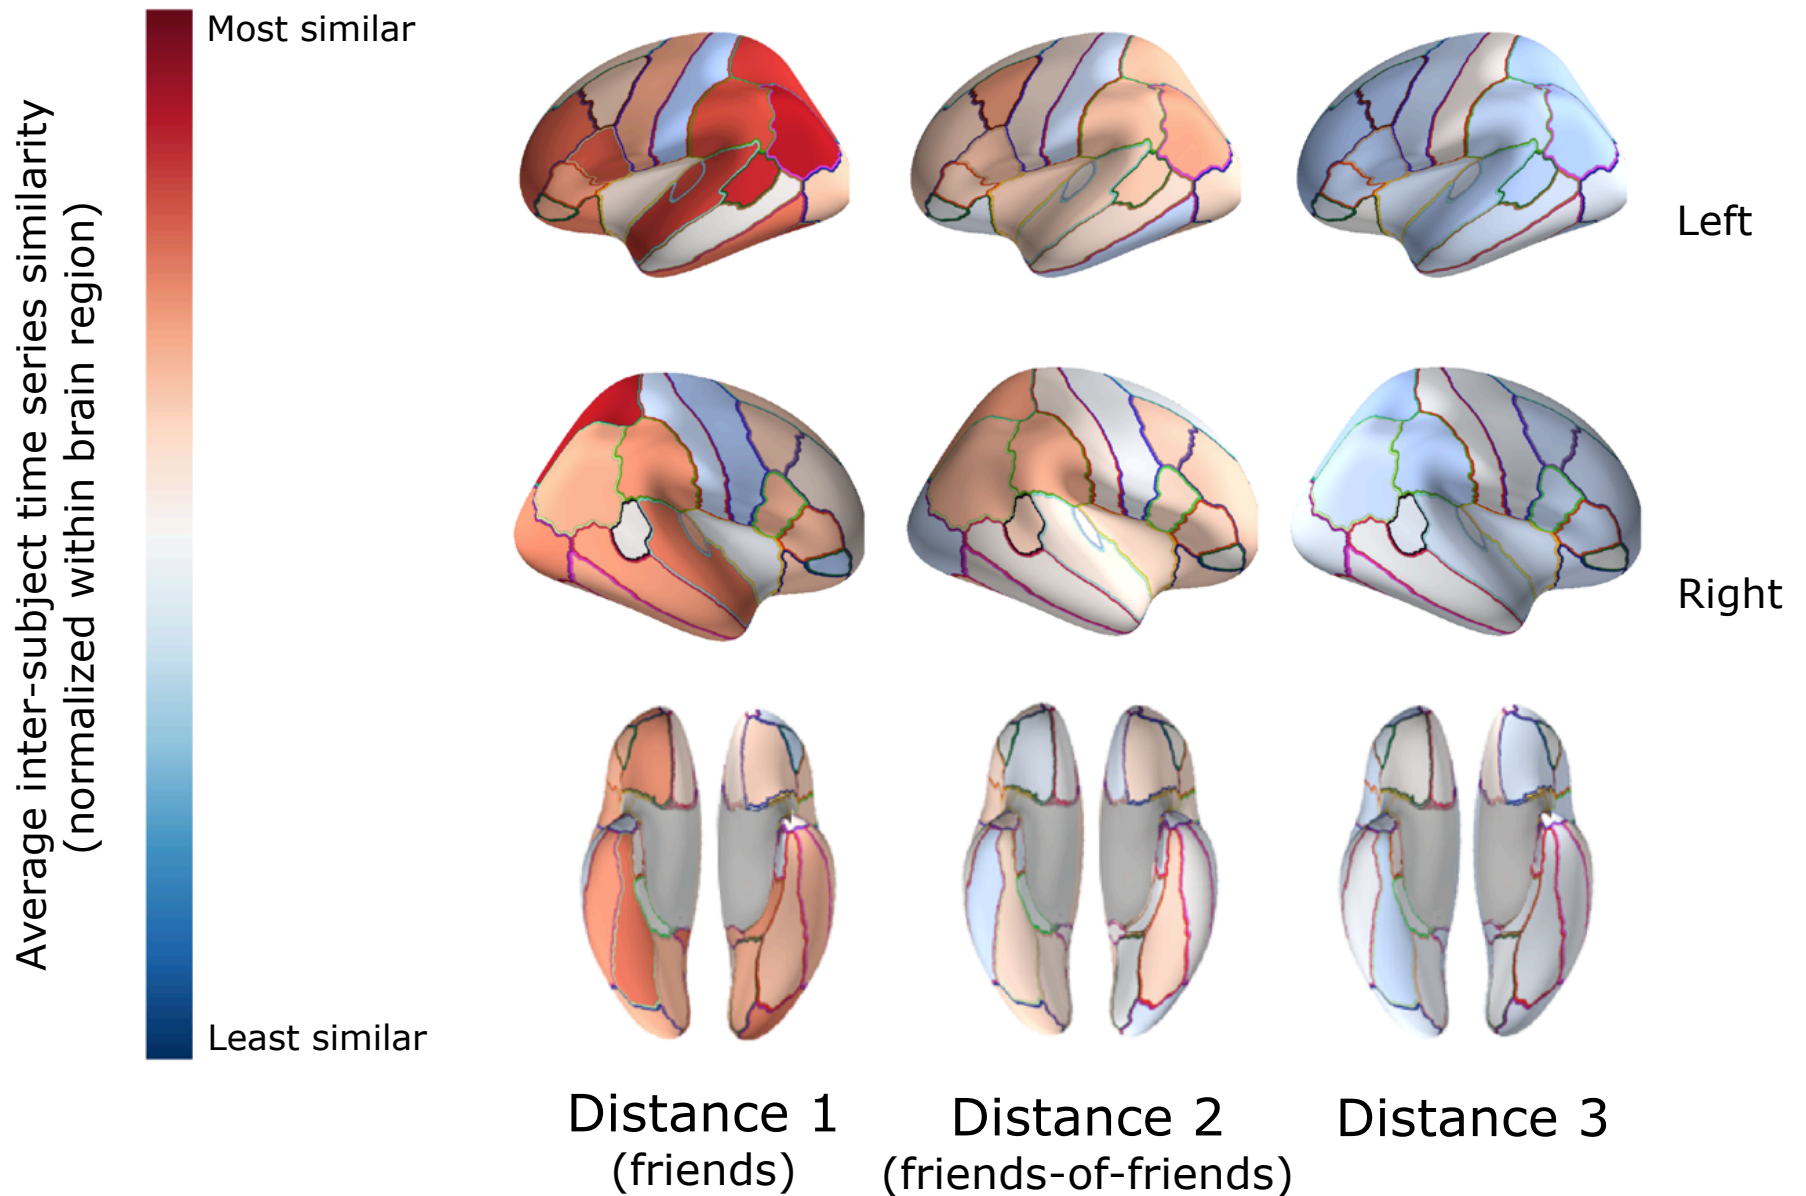 Average inter-subject time series similarity
(normalized within brain region)
Most similar
Least similar
Left
Right
Distance 1
(friends)
Distance 2
(friends-of-friends)
Distance 3